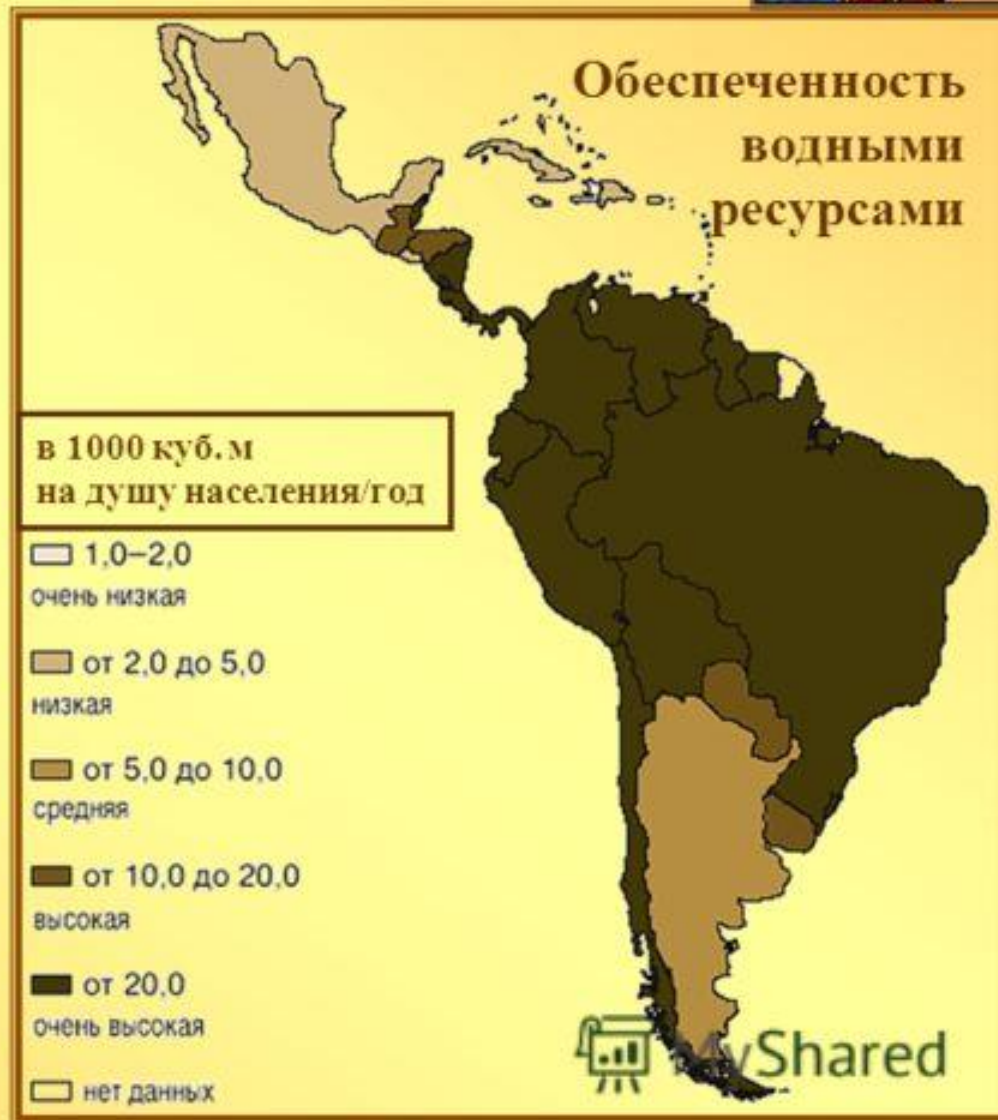 Обеспеченность
водными
ресурсами
в 1000 куб.м
на душу населения/год
1,0–2,0
очень низкая
от 2,0 до 5,0
низкая
от 5,0 до 10,0
средняя
от 10,0 до 20,0
высокая
от 20,0
очень высокая
нет данных
MyShared